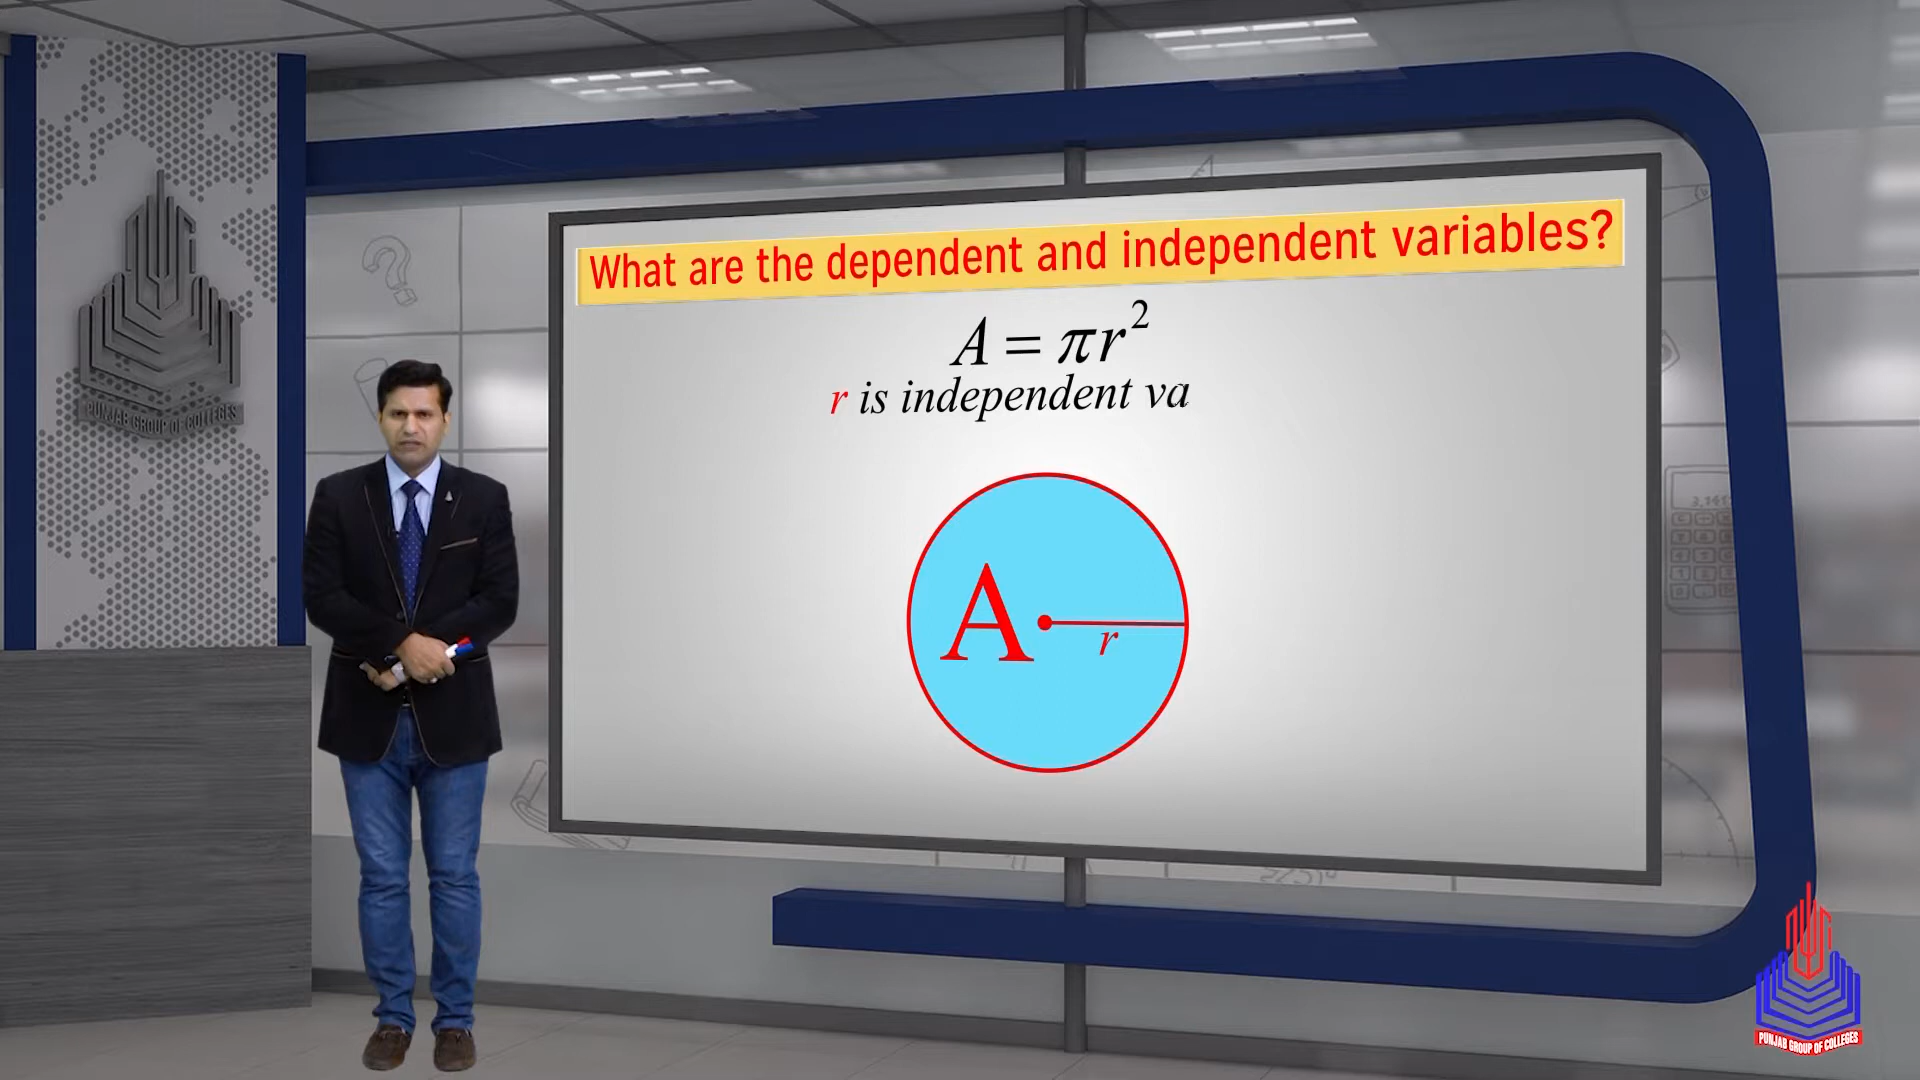 What are the dependent and independent variables?
A = πr²
r is independent va
A
r
PUNJAB GROUP OF COLLEGES
PUNJAB GROUP OF COLLEGES